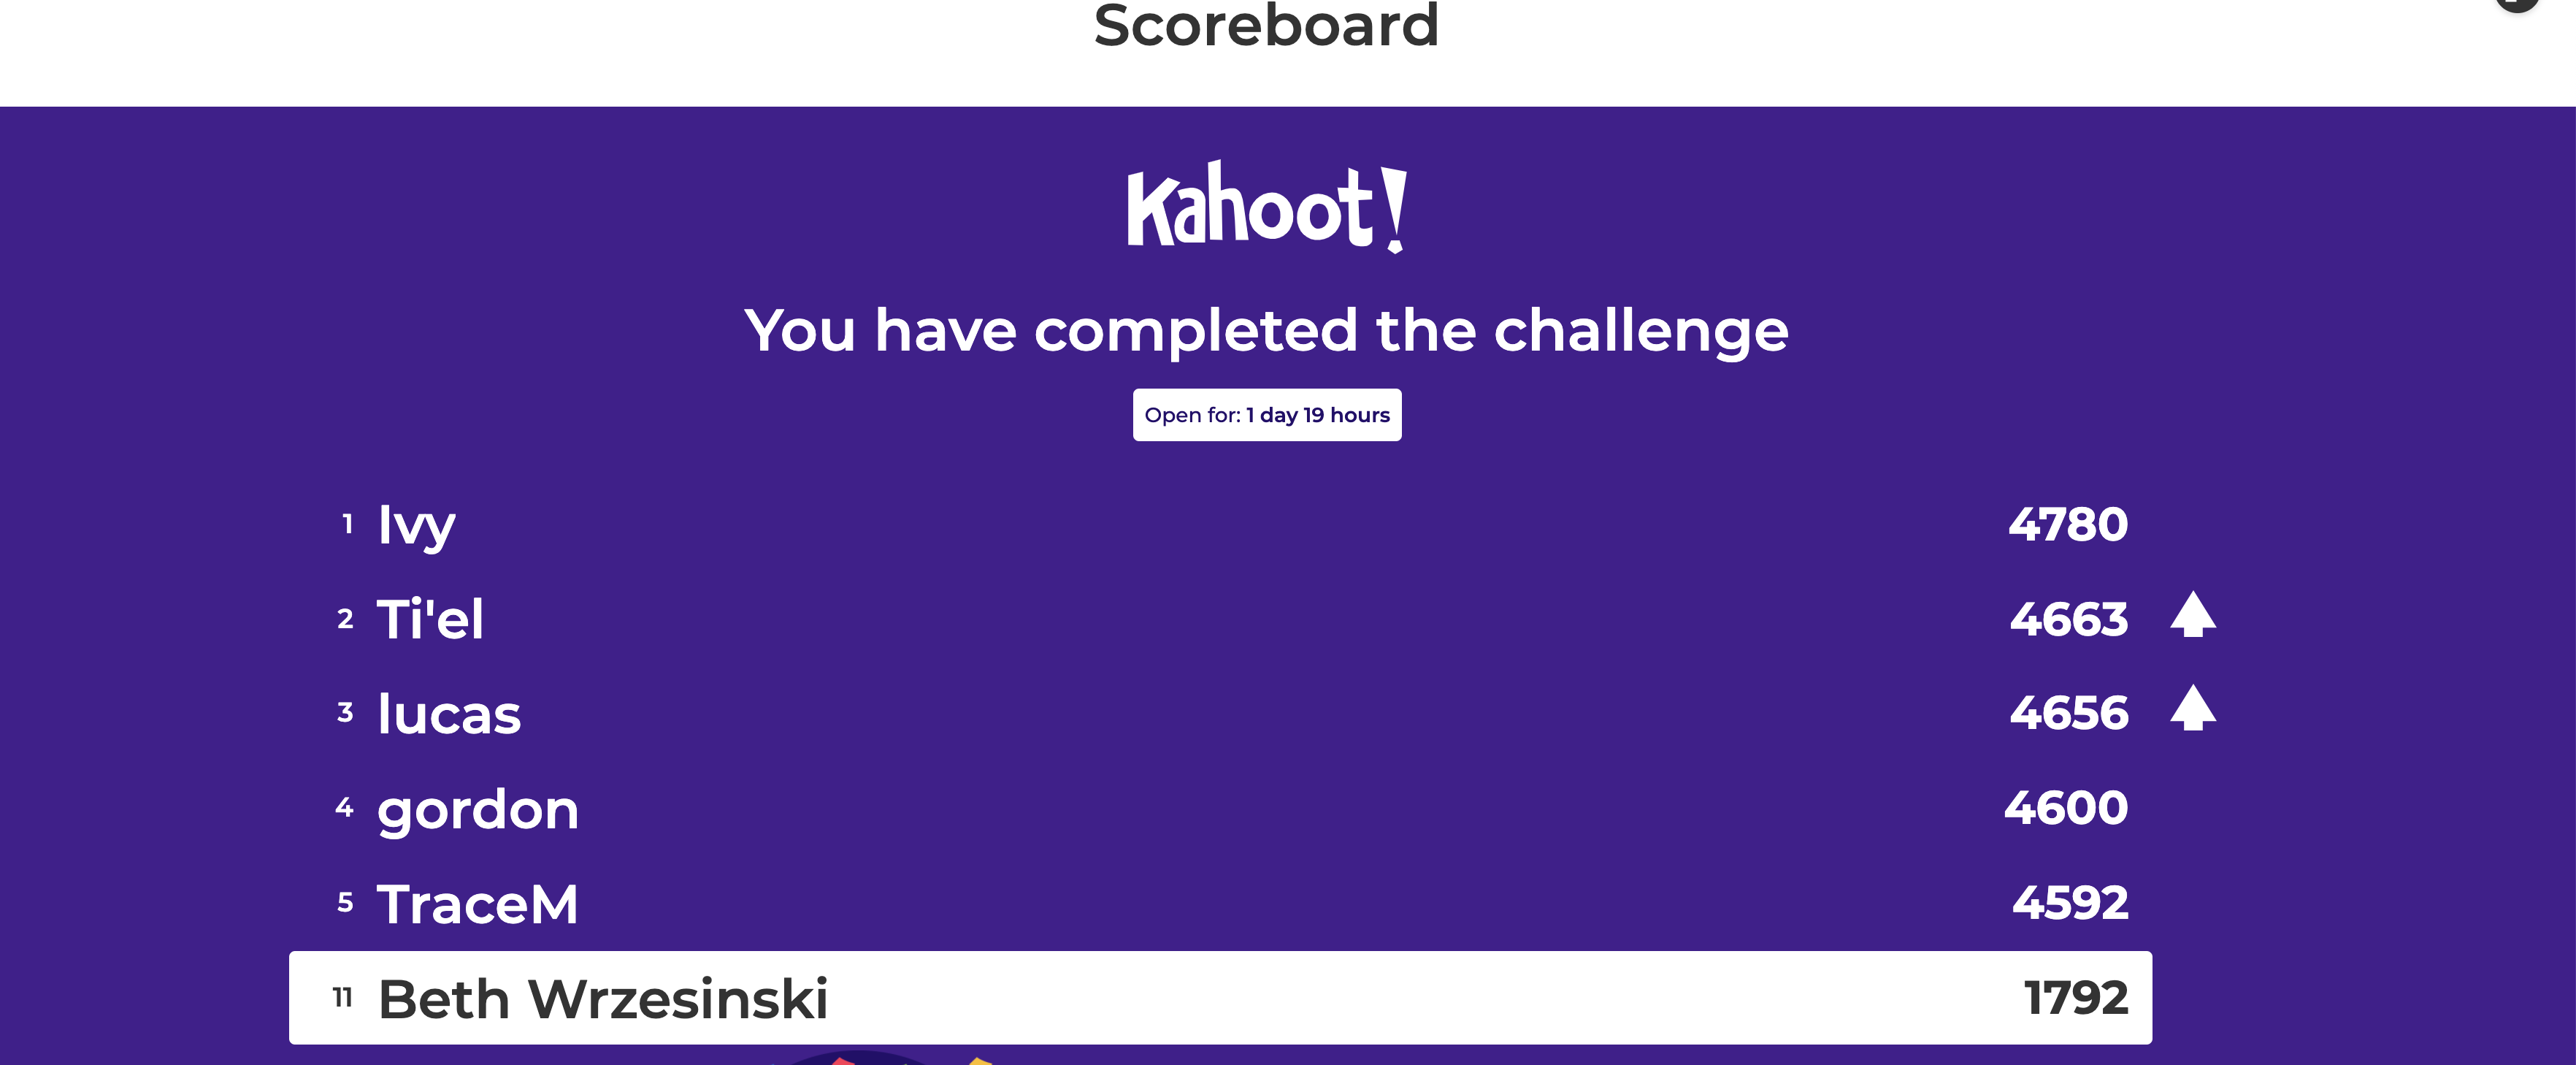 Scoreboard
Kahoot!
You have completed the challenge
Open for: 1 day 19 hours
1 Ivy 4780
2 Ti'el 4663
3 lucas 4656
4 gordon 4600
5 TraceM 4592
11 Beth Wrzesinski 1792